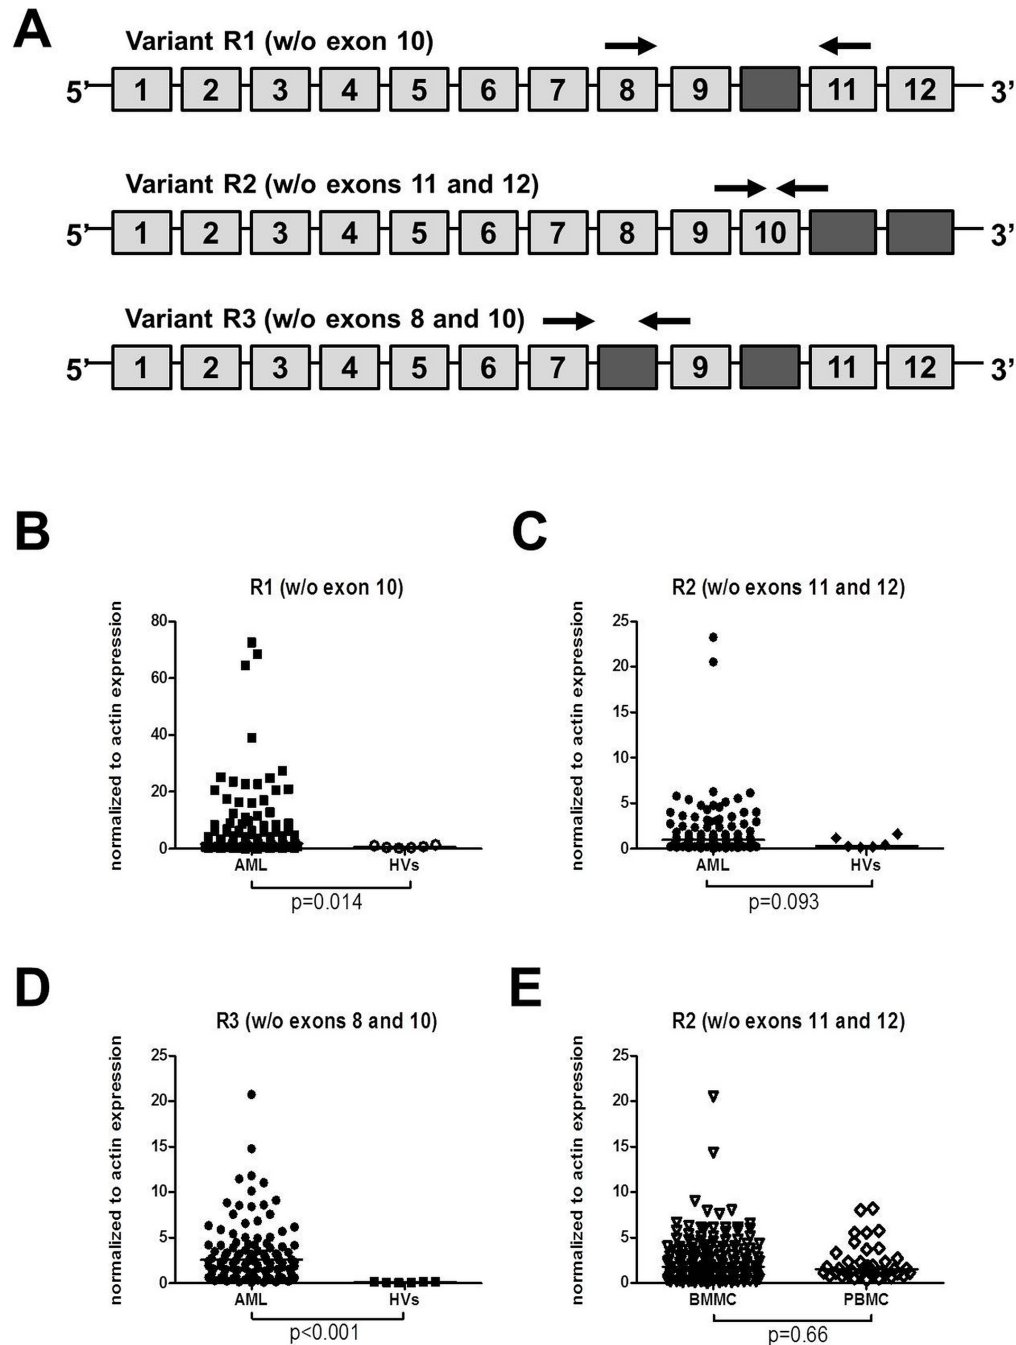 A
Variant R1 (w/o exon 10)
5' 1 2 3 4 5 6 7 8 9 11 12 3'
Variant R2 (w/o exons 11 and 12)
5' 1 2 3 4 5 6 7 8 9 10 3'
Variant R3 (w/o exons 8 and 10)
5' 1 2 3 4 5 6 7 9 11 12 3'
B
R1 (w/o exon 10)
normalized to actin expression
80
60
40
20
0
AML HVs
p=0.014
C
R2 (w/o exons 11 and 12)
normalized to actin expression
25
20
15
10
5
0
AML HVs
p=0.093
D
R3 (w/o exons 8 and 10)
normalized to actin expression
25
20
15
10
5
0
AML HVs
p<0.001
E
R2 (w/o exons 11 and 12)
normalized to actin expression
25
20
15
10
5
0
BMMC PBMC
p=0.66